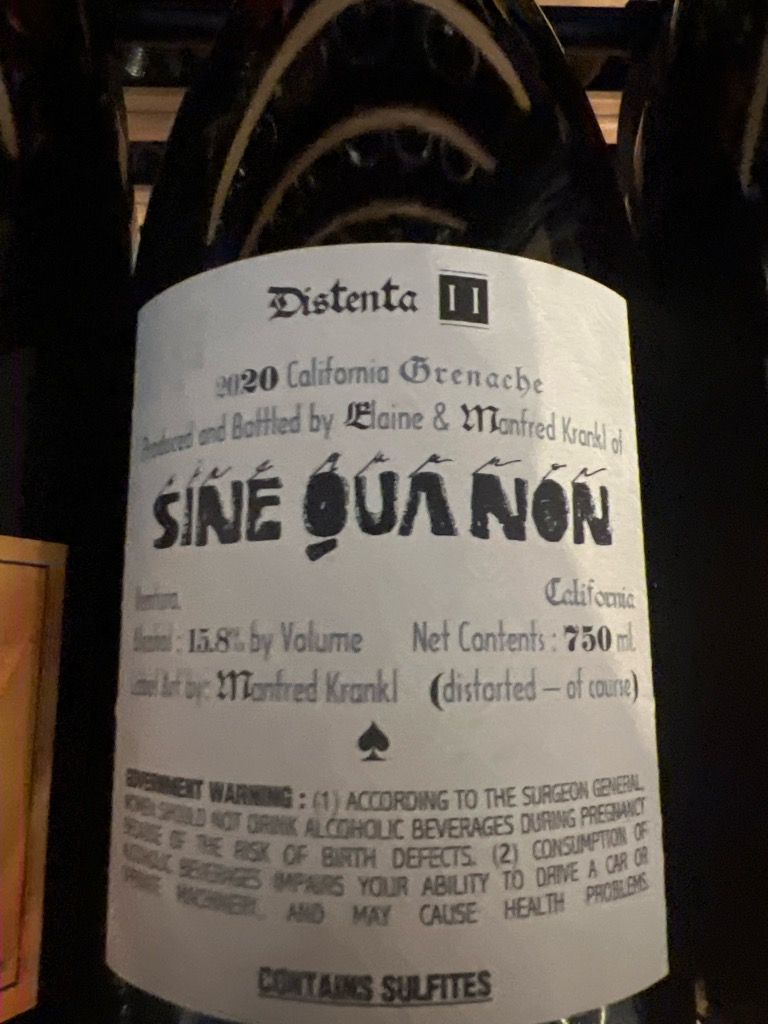 Distenta II
2020 California Grenache
Produced and Bottled by Elaine & Manfred Krankl of
SINE QUA NON
Ventura, California
Alcohol : 15.8% by Volume Net Contents : 750 ml
Label Art by: Manfred Krankl (distorted – of course)
GOVERNMENT WARNING : (1) ACCORDING TO THE SURGEON GENERAL,
WOMEN SHOULD NOT DRINK ALCOHOLIC BEVERAGES DURING PREGNANCY
BECAUSE OF THE RISK OF BIRTH DEFECTS. (2) CONSUMPTION OF
ALCOHOLIC BEVERAGES IMPAIRS YOUR ABILITY TO DRIVE A CAR OR
OPERATE MACHINERY, AND MAY CAUSE HEALTH PROBLEMS
CONTAINS SULFITES